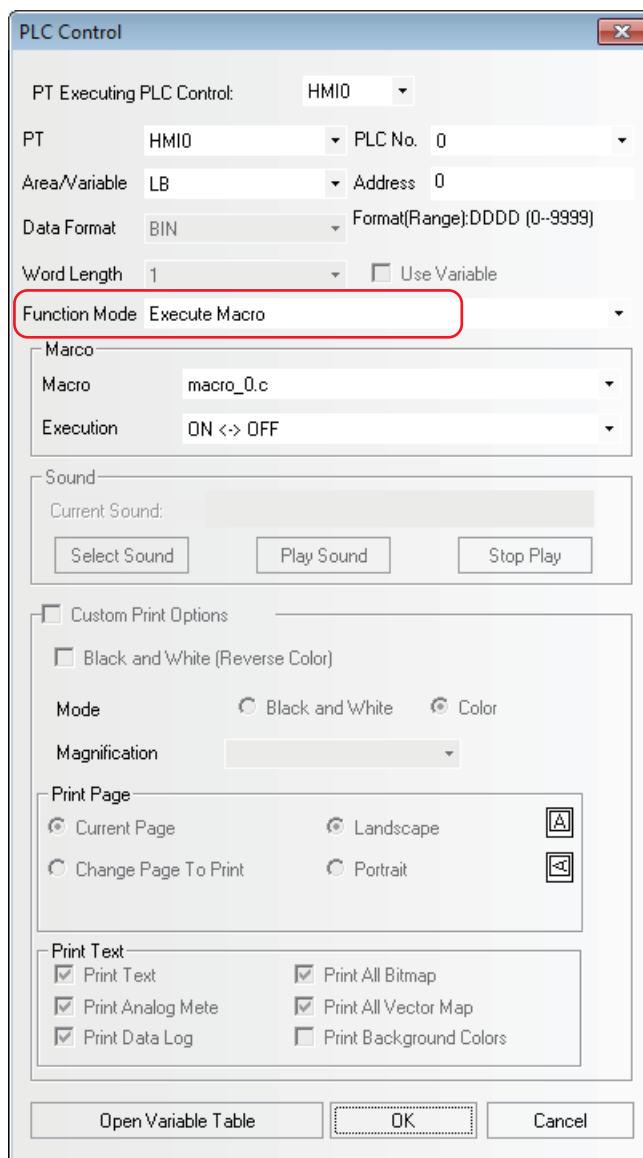 PLC Control
PT Executing PLC Control: HMI0
PT HMI0 PLC No. 0
Area/Variable LB Address 0
Data Format BIN Format(Range):DDDD (0--9999)
Word Length 1 Use Variable
Function Mode Execute Macro
Marco
Macro macro_0.c
Execution ON <-> OFF
Sound
Current Sound:
Select Sound Play Sound Stop Play
Custom Print Options
Black and White (Reverse Color)
Mode Black and White Color
Magnification
Print Page
Current Page Landscape A
Change Page To Print Portrait A
Print Text
Print Text Print All Bitmap
Print Analog Mete Print All Vector Map
Print Data Log Print Background Colors
Open Variable Table OK Cancel